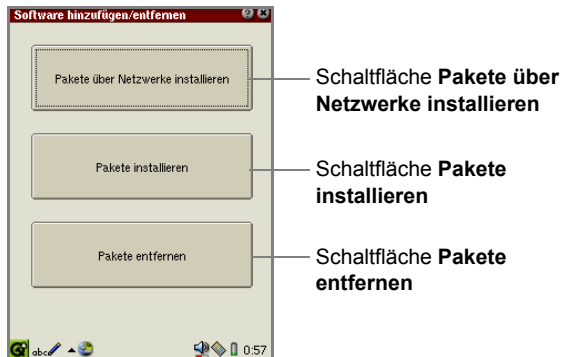 Software hinzufügen/entfernen
Pakete über Netzwerke installieren
Schaltfläche Pakete über
Netzwerke installieren
Pakete installieren
Schaltfläche Pakete
installieren
Pakete entfernen
Schaltfläche Pakete
entfernen
abc 0:57